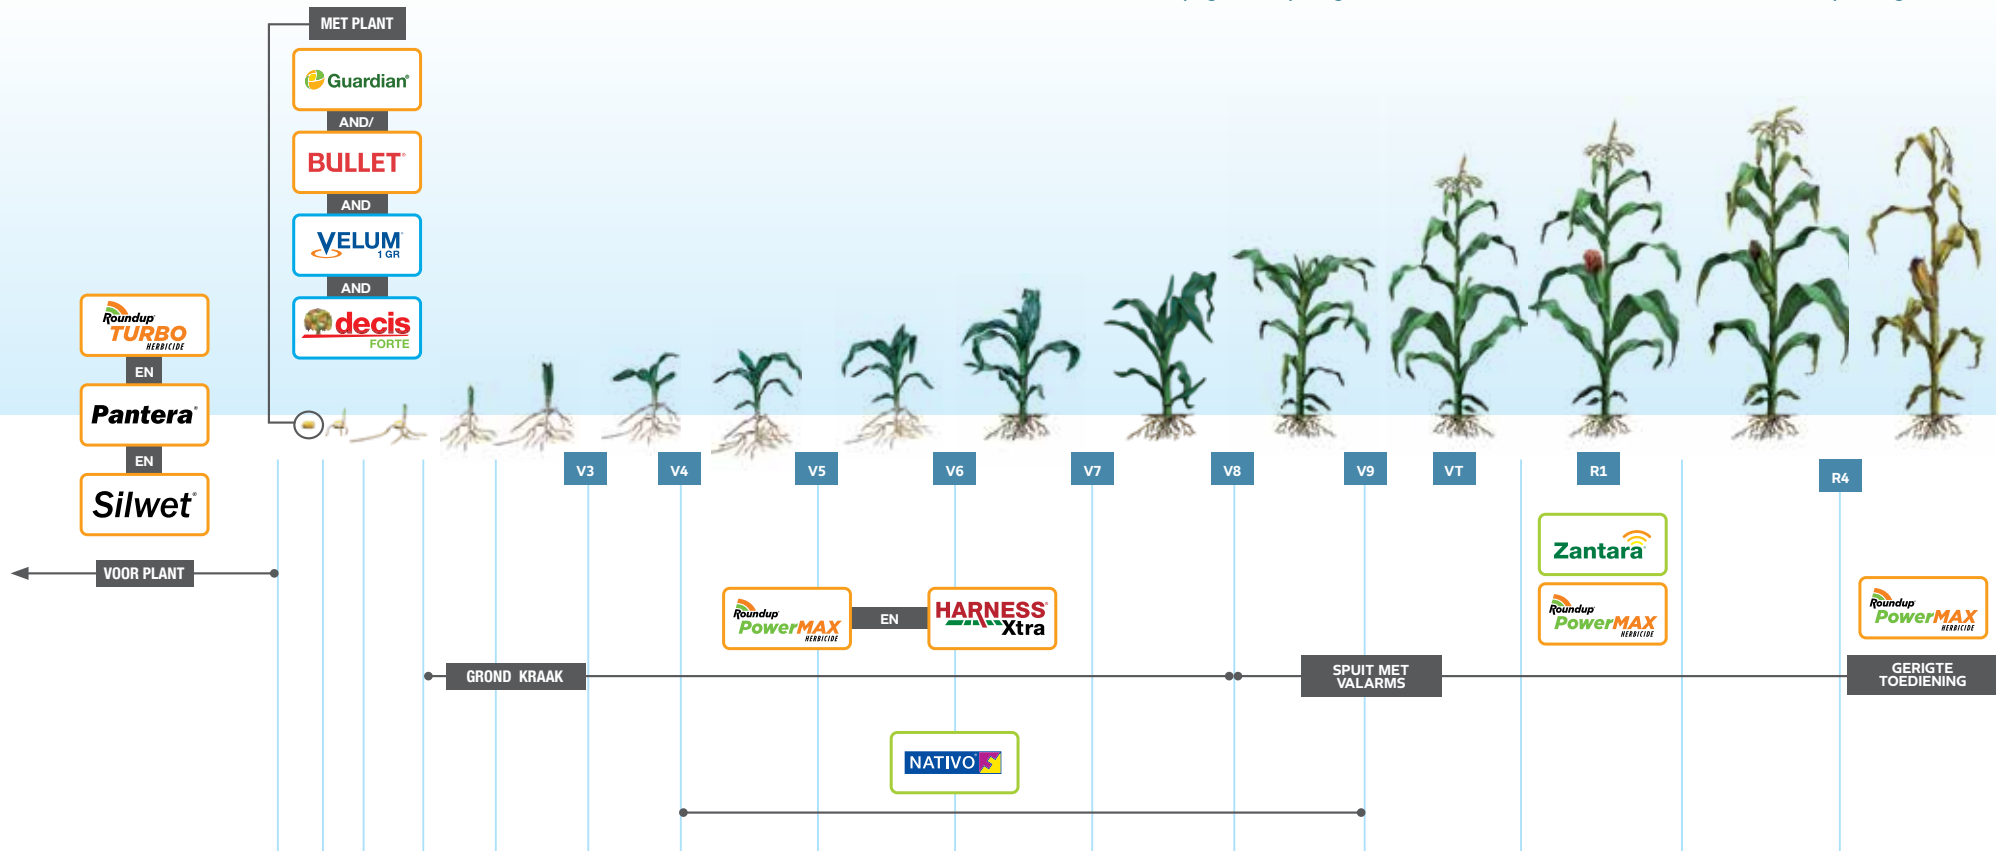 MET PLANT
Guardian®
AND/
BULLET®
AND
VELUM®
1 GR
AND
decis
FORTE
Roundup®
TURBO
HERBICIDE
EN
Pantera®
EN
Silwet®
VOOR PLANT
V3 V4 V5 V6 V7 V8 V9 VT R1 R4
Zantara®
Roundup®
PowerMAX
HERBICIDE
EN
HARNESS®
Xtra
Roundup®
PowerMAX
HERBICIDE
Roundup®
PowerMAX
HERBICIDE
GROND KRAAK
SPUIT MET
VALARMS
GERIGTE
TOEDIENING
NATIVO®